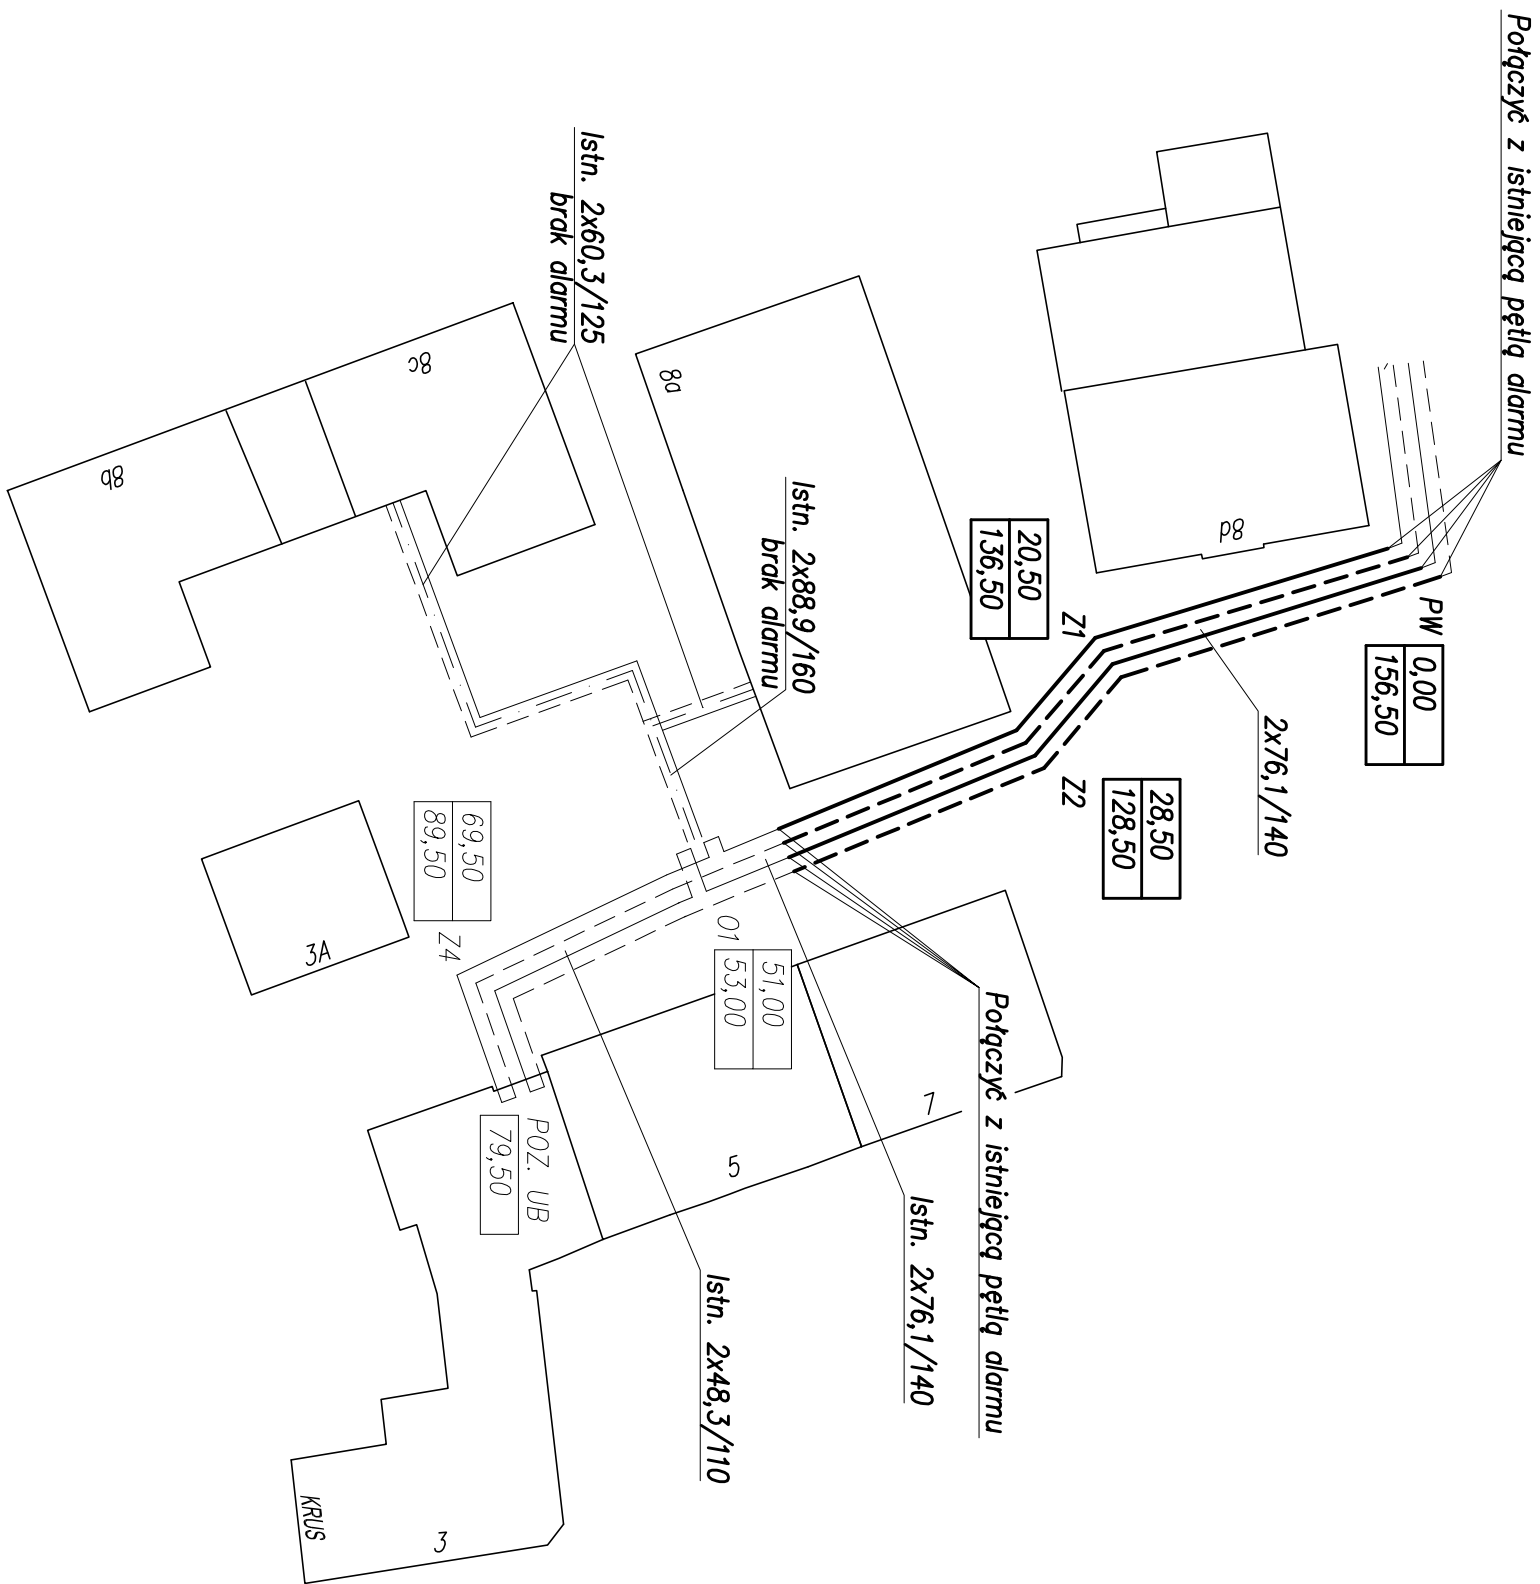 Połączyć z istniejącą pętlą alarmu
PW
0,00
156,50
2x76,1/140
8d
Z1
20,50
136,50
Z2
28,50
128,50
Istn. 2x88,9/160
brak alarmu
8a
Istn. 2x60,3/125
brak alarmu
8c
8b
Połączyć z istniejącą pętlą alarmu
7
Istn. 2x76,1/140
O1
51,00
53,00
5
Istn. 2x48,3/110
Z4
69,50
89,50
3A
POZ. UB
79,50
3
KRUS